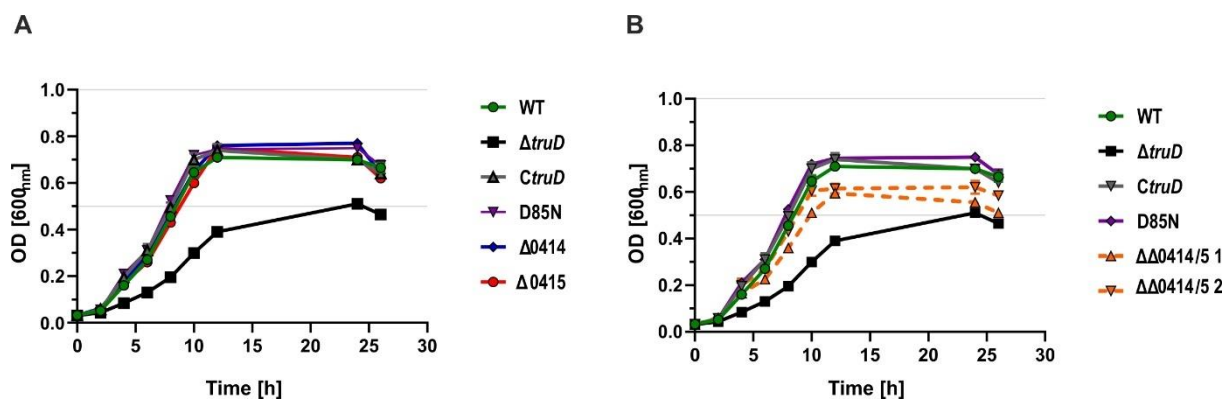 A
1.0
0.8
0.6
0.4
0.2
0.0
OD [600nm]
0 5 10 15 20 25 30
Time [h]
WT
ΔtruD
CtruD
D85N
Δ0414
Δ0415
B
1.0
0.8
0.6
0.4
0.2
0.0
OD [600nm]
0 5 10 15 20 25 30
Time [h]
WT
ΔtruD
CtruD
D85N
ΔΔ0414/5 1
ΔΔ0414/5 2